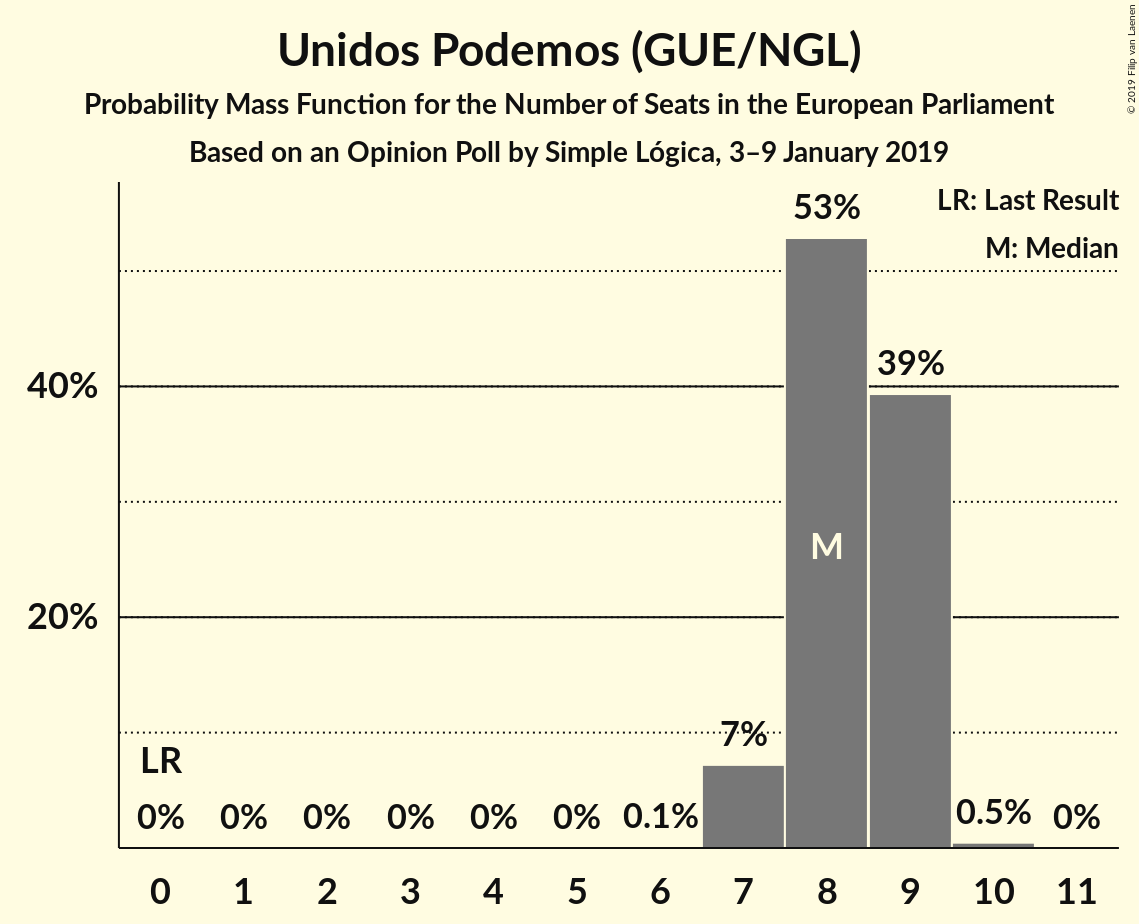 Unidos Podemos (GUE/NGL)
Probability Mass Function for the Number of Seats in the European Parliament
Based on an Opinion Poll by Simple Lógica, 3–9 January 2019
© 2019 Filip van Laenen
LR: Last Result
M: Median
53%
39%
40%
M
20%
7%
LR
0% 0% 0% 0% 0% 0% 0.1% 0.5% 0%
0 1 2 3 4 5 6 7 8 9 10 11